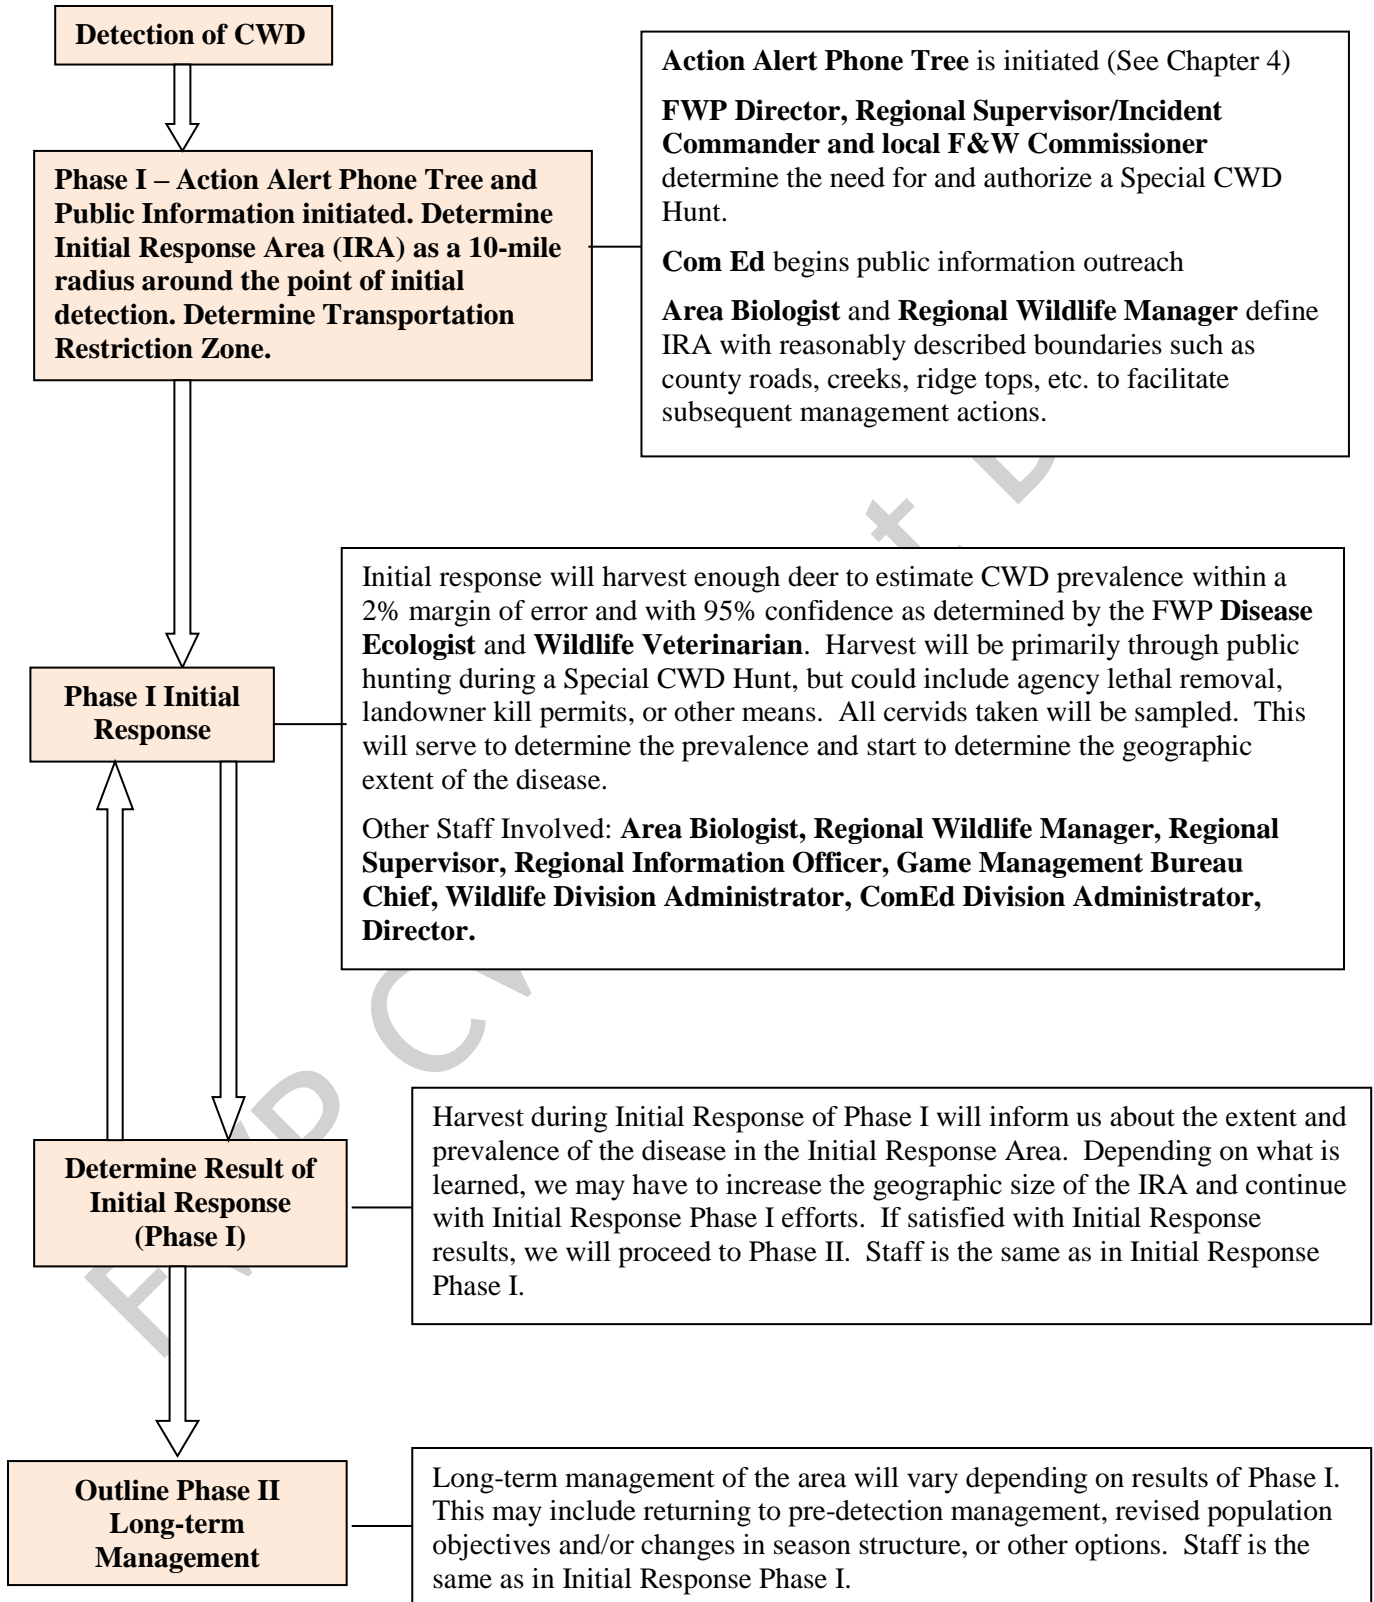 Detection of CWD
Action Alert Phone Tree is initiated (See Chapter 4)
FWP Director, Regional Supervisor/Incident
Commander and local F&W Commissioner
determine the need for and authorize a Special CWD
Hunt.
Com Ed begins public information outreach
Area Biologist and Regional Wildlife Manager define
IRA with reasonably described boundaries such as
county roads, creeks, ridge tops, etc. to facilitate
subsequent management actions.
Phase I – Action Alert Phone Tree and
Public Information initiated. Determine
Initial Response Area (IRA) as a 10-mile
radius around the point of initial
detection. Determine Transportation
Restriction Zone.
Phase I Initial
Response
Initial response will harvest enough deer to estimate CWD prevalence within a
2% margin of error and with 95% confidence as determined by the FWP Disease
Ecologist and Wildlife Veterinarian. Harvest will be primarily through public
hunting during a Special CWD Hunt, but could include agency lethal removal,
landowner kill permits, or other means. All cervids taken will be sampled. This
will serve to determine the prevalence and start to determine the geographic
extent of the disease.
Other Staff Involved: Area Biologist, Regional Wildlife Manager, Regional
Supervisor, Regional Information Officer, Game Management Bureau
Chief, Wildlife Division Administrator, ComEd Division Administrator,
Director.
Determine Result of
Initial Response
(Phase I)
Harvest during Initial Response of Phase I will inform us about the extent and
prevalence of the disease in the Initial Response Area. Depending on what is
learned, we may have to increase the geographic size of the IRA and continue
with Initial Response Phase I efforts. If satisfied with Initial Response
results, we will proceed to Phase II. Staff is the same as in Initial Response
Phase I.
Outline Phase II
Long-term
Management
Long-term management of the area will vary depending on results of Phase I.
This may include returning to pre-detection management, revised population
objectives and/or changes in season structure, or other options. Staff is the
same as in Initial Response Phase I.